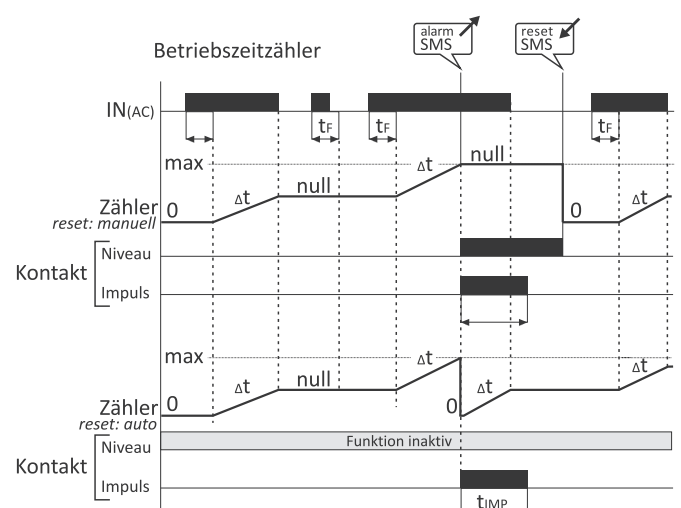 alarm
SMS
reset
SMS
Betriebszeitzähler
IN(AC)
tF
tF
tF
max
null
Δt
null
Δt
Zähler
0
0
Δt
reset: manuell
Kontakt
Niveau
Impuls
max
Δt
Δt
null
Δt
Δt
Zähler
0
0
reset: auto
Kontakt
Niveau
Funktion inaktiv
Impuls
tIMP